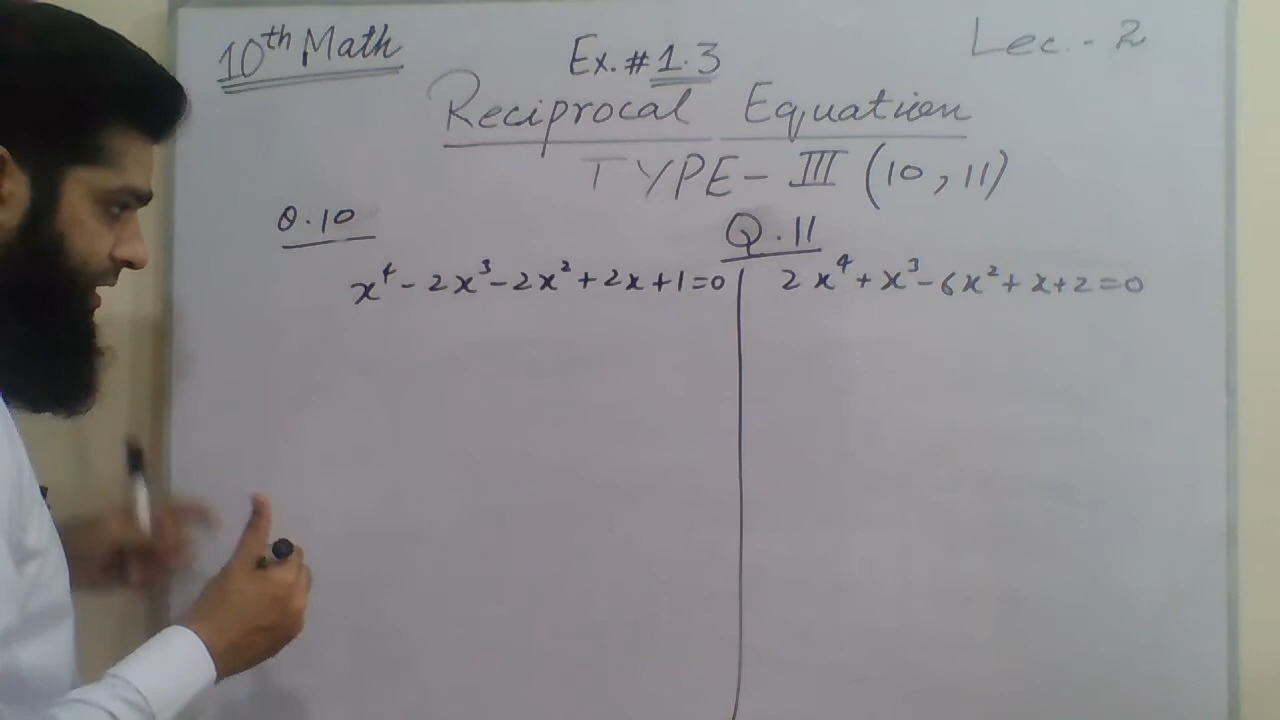 10th Math
Ex.# 1.3
Lec.- 2
Reciprocal Equation
TYPE- III (10, 11)
Q.10
x⁴ - 2x³ - 2x² + 2x + 1 = 0
Q.11
2x⁴ + x³ - 6x² + x + 2 = 0